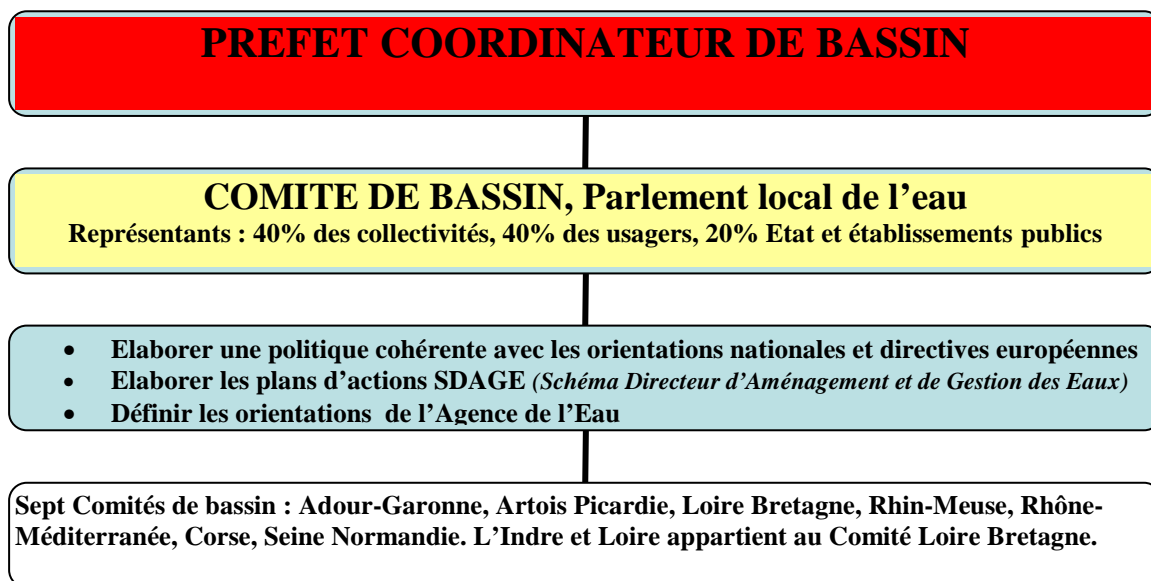 PREFET COORDINATEUR DE BASSIN
COMITE DE BASSIN, Parlement local de l’eau
Représentants : 40% des collectivités, 40% des usagers, 20% Etat et établissements publics
• Elaborer une politique cohérente avec les orientations nationales et directives européennes
• Elaborer les plans d’actions SDAGE (Schéma Directeur d’Aménagement et de Gestion des Eaux)
• Définir les orientations de l’Agence de l’Eau
Sept Comités de bassin : Adour-Garonne, Artois Picardie, Loire Bretagne, Rhin-Meuse, Rhône-
Méditerranée, Corse, Seine Normandie. L’Indre et Loire appartient au Comité Loire Bretagne.